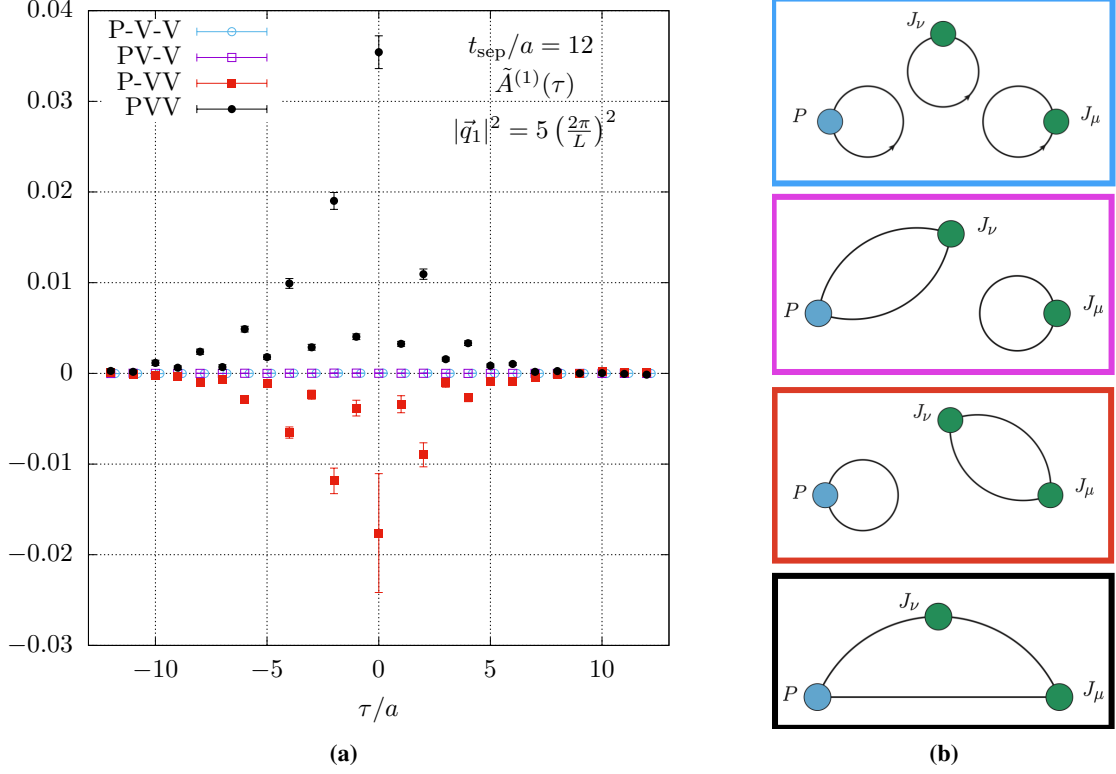 0.04
0.03
0.02
0.01
0
−0.01
−0.02
−0.03
P-V-V
PV-V
P-VV
PVV
t_sep/a = 12
Ã^(1)(τ)
|q⃗_1|^2 = 5 (2π/L)^2
−10 −5 0 5 10
τ/a
(a)
J_ν
P
J_μ
J_ν
P
J_μ
J_ν
P
J_μ
J_ν
P
J_μ
(b)